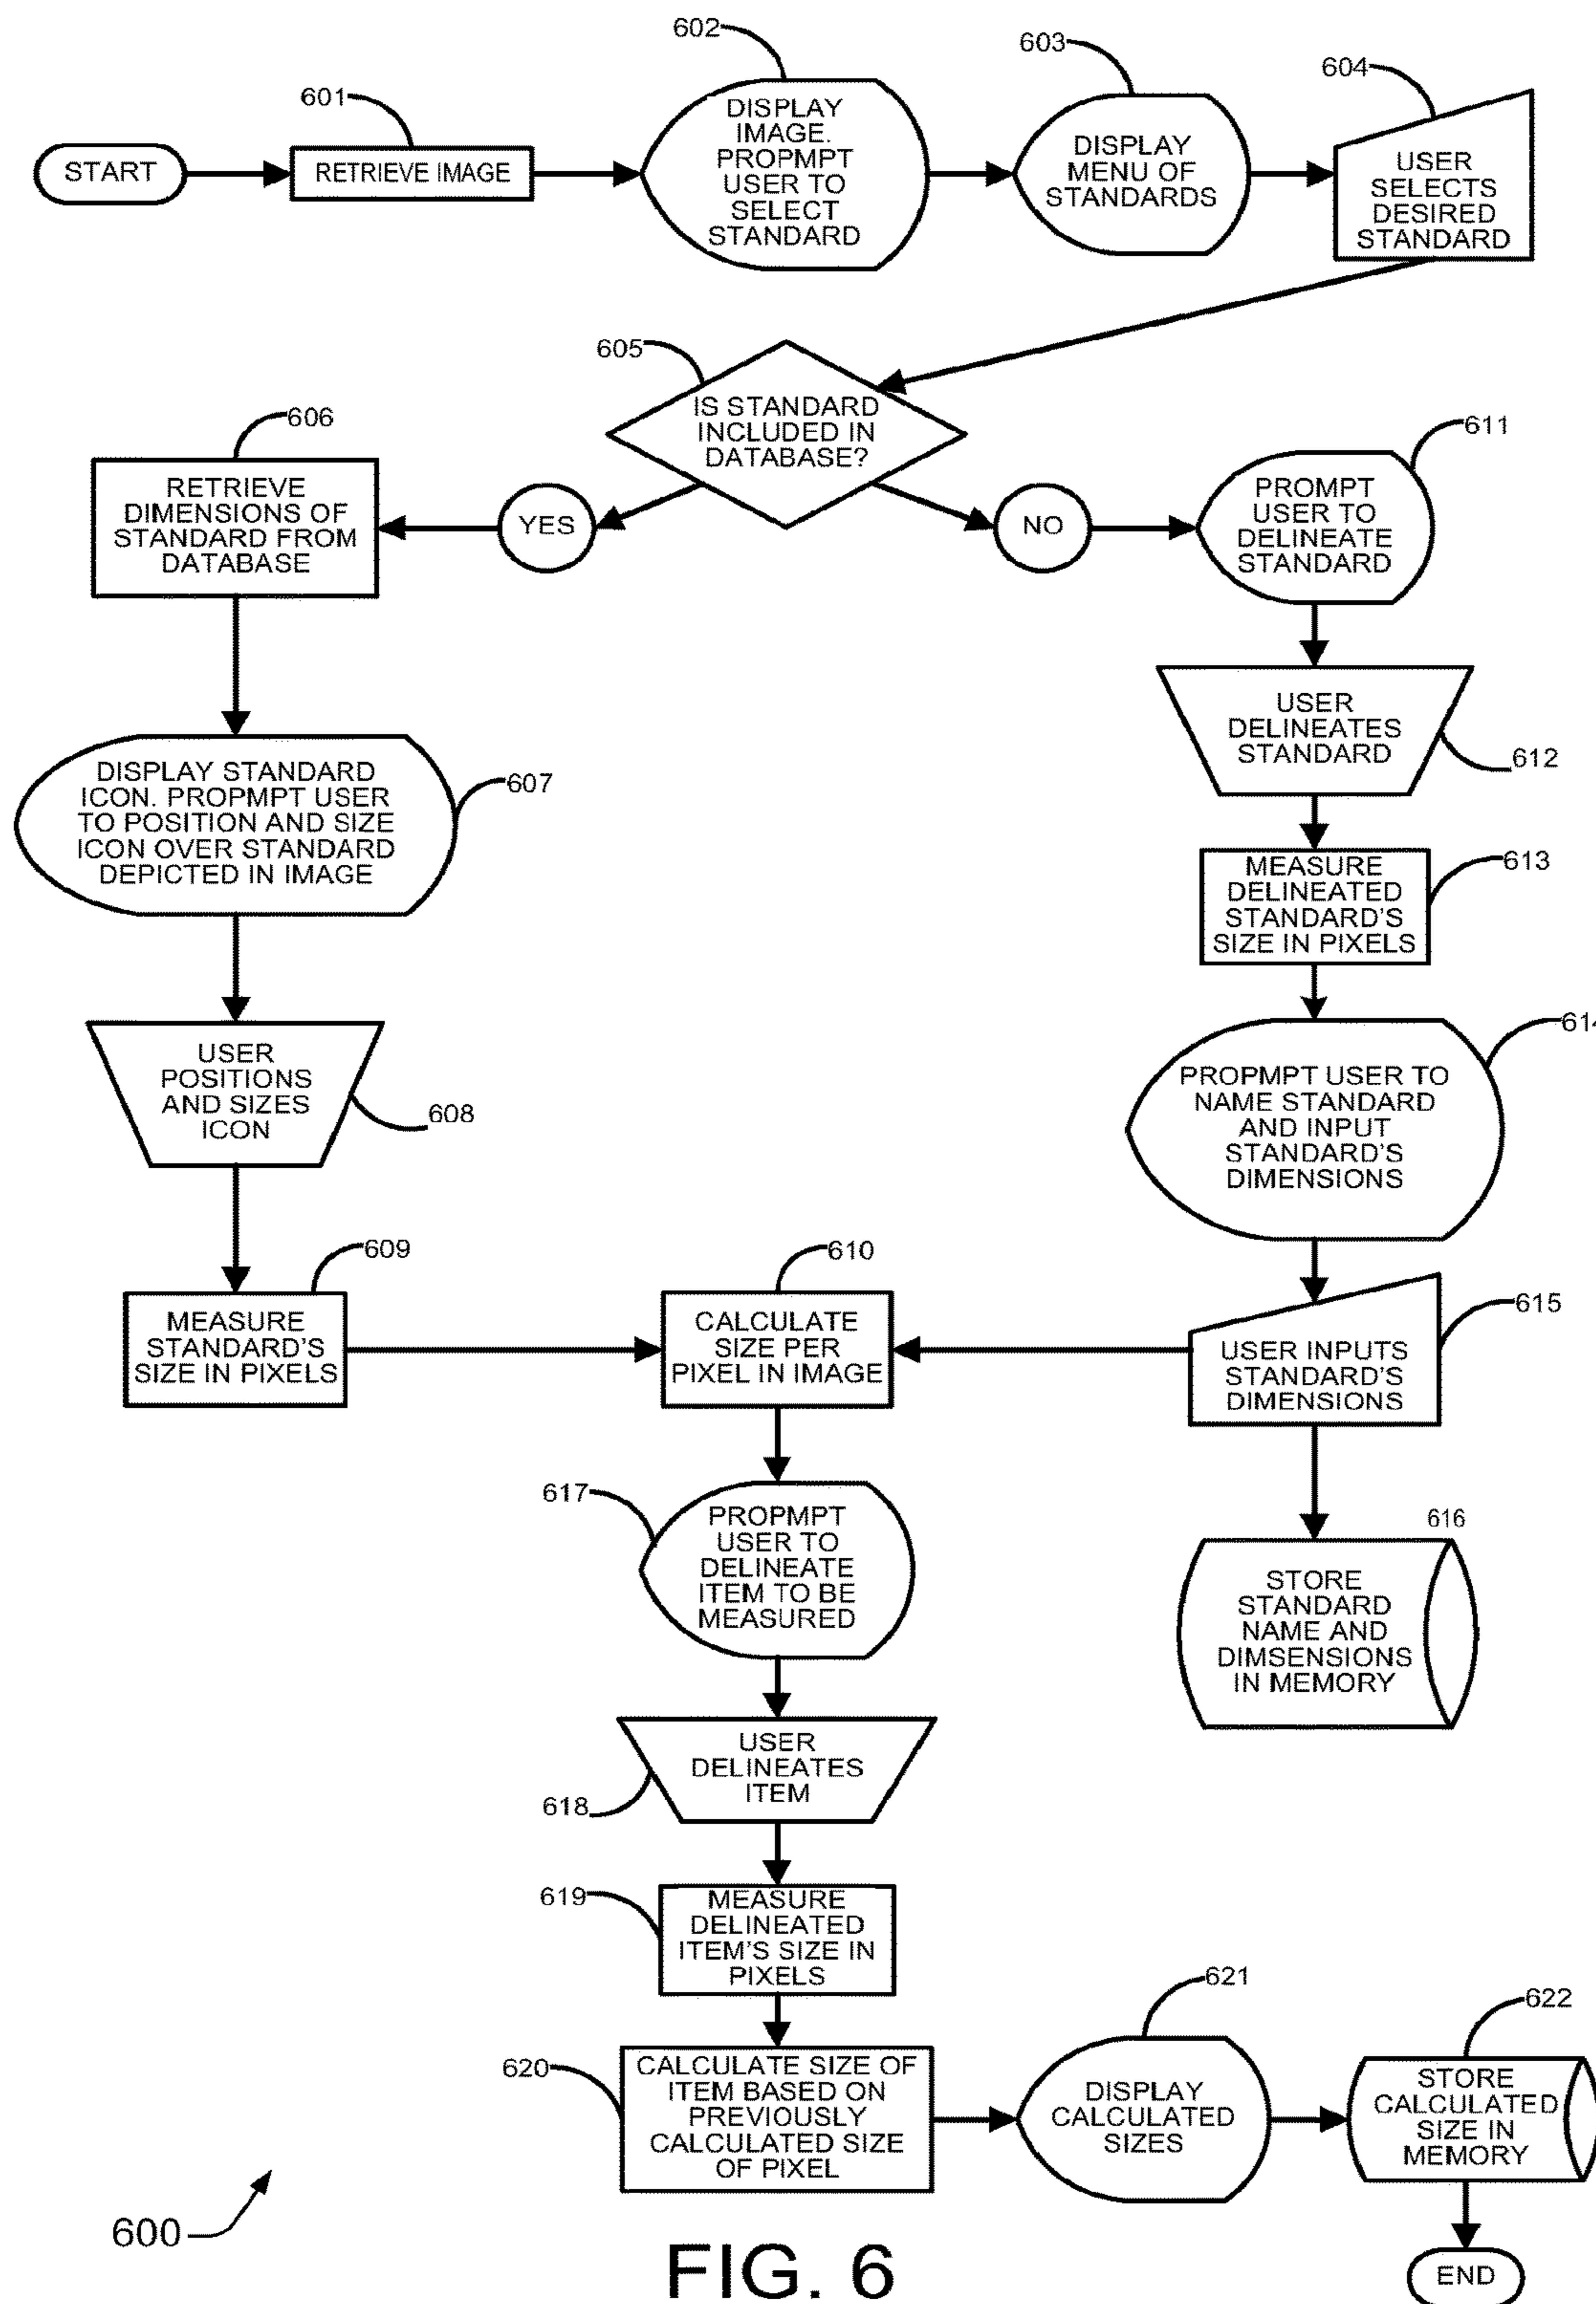 602
603
604
601
START
RETRIEVE IMAGE
DISPLAY
IMAGE.
PROPMPT
USER TO
SELECT
STANDARD
DISPLAY
MENU OF
STANDARDS
USER
SELECTS
DESIRED
STANDARD
605
IS STANDARD
INCLUDED IN
DATABASE?
606
RETRIEVE
DIMENSIONS OF
STANDARD FROM
DATABASE
YES
NO
611
PROMPT
USER TO
DELINEATE
STANDARD
607
DISPLAY STANDARD
ICON. PROPMPT USER
TO POSITION AND SIZE
ICON OVER STANDARD
DEPICTED IN IMAGE
USER
DELINEATES
STANDARD
612
MEASURE
DELINEATED
STANDARD'S
SIZE IN PIXELS
613
USER
POSITIONS
AND SIZES
ICON
608
614
PROPMPT USER TO
NAME STANDARD
AND INPUT
STANDARD'S
DIMENSIONS
609
MEASURE
STANDARD'S
SIZE IN PIXELS
610
CALCULATE
SIZE PER
PIXEL IN IMAGE
615
USER INPUTS
STANDARD'S
DIMENSIONS
617
PROPMPT
USER TO
DELINEATE
ITEM TO BE
MEASURED
616
STORE
STANDARD
NAME AND
DIMSENSIONS
IN MEMORY
USER
DELINEATES
ITEM
618
619
MEASURE
DELINEATED
ITEM'S SIZE IN
PIXELS
620
CALCULATE SIZE OF
ITEM BASED ON
PREVIOUSLY
CALCULATED SIZE
OF PIXEL
621
DISPLAY
CALCULATED
SIZES
622
STORE
CALCULATED
SIZE IN
MEMORY
END
600
FIG. 6